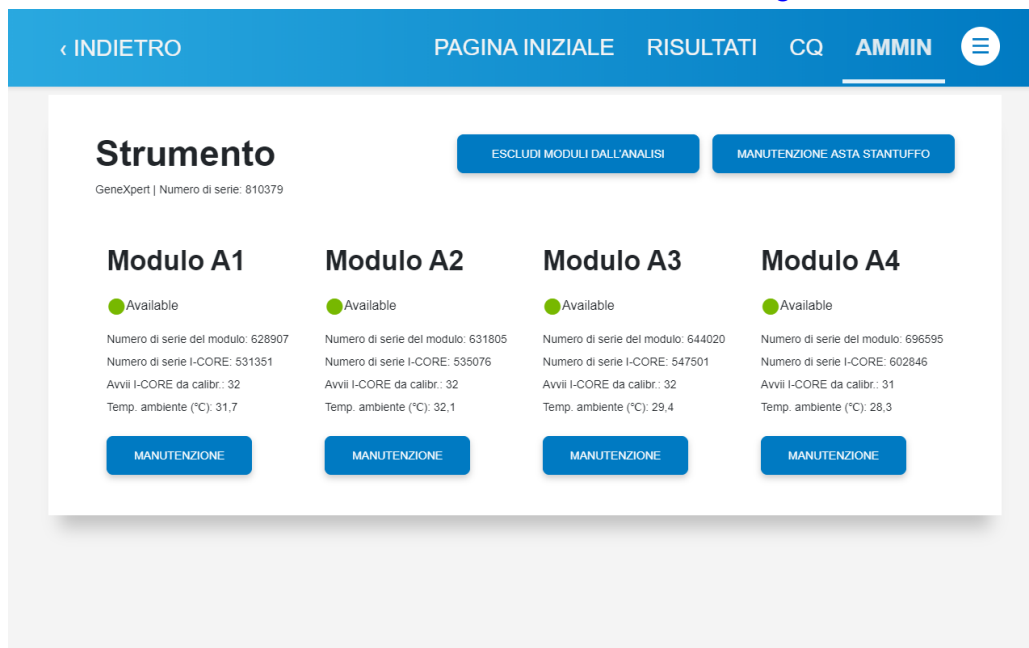 ‹ INDIETRO PAGINA INIZIALE RISULTATI CQ AMMIN
Strumento
ESCLUDI MODULI DALL'ANALISI MANUTENZIONE ASTA STANTUFFO
GeneXpert | Numero di serie: 810379
Modulo A1 Modulo A2 Modulo A3 Modulo A4
Available Available Available Available
Numero di serie del modulo: 628907 Numero di serie del modulo: 631805 Numero di serie del modulo: 644020 Numero di serie del modulo: 696595
Numero di serie I-CORE: 531351 Numero di serie I-CORE: 535076 Numero di serie I-CORE: 547501 Numero di serie I-CORE: 602846
Avvii I-CORE da calibr.: 32 Avvii I-CORE da calibr.: 32 Avvii I-CORE da calibr.: 32 Avvii I-CORE da calibr.: 31
Temp. ambiente (°C): 31,7 Temp. ambiente (°C): 32,1 Temp. ambiente (°C): 29,4 Temp. ambiente (°C): 28,3
MANUTENZIONE MANUTENZIONE MANUTENZIONE MANUTENZIONE